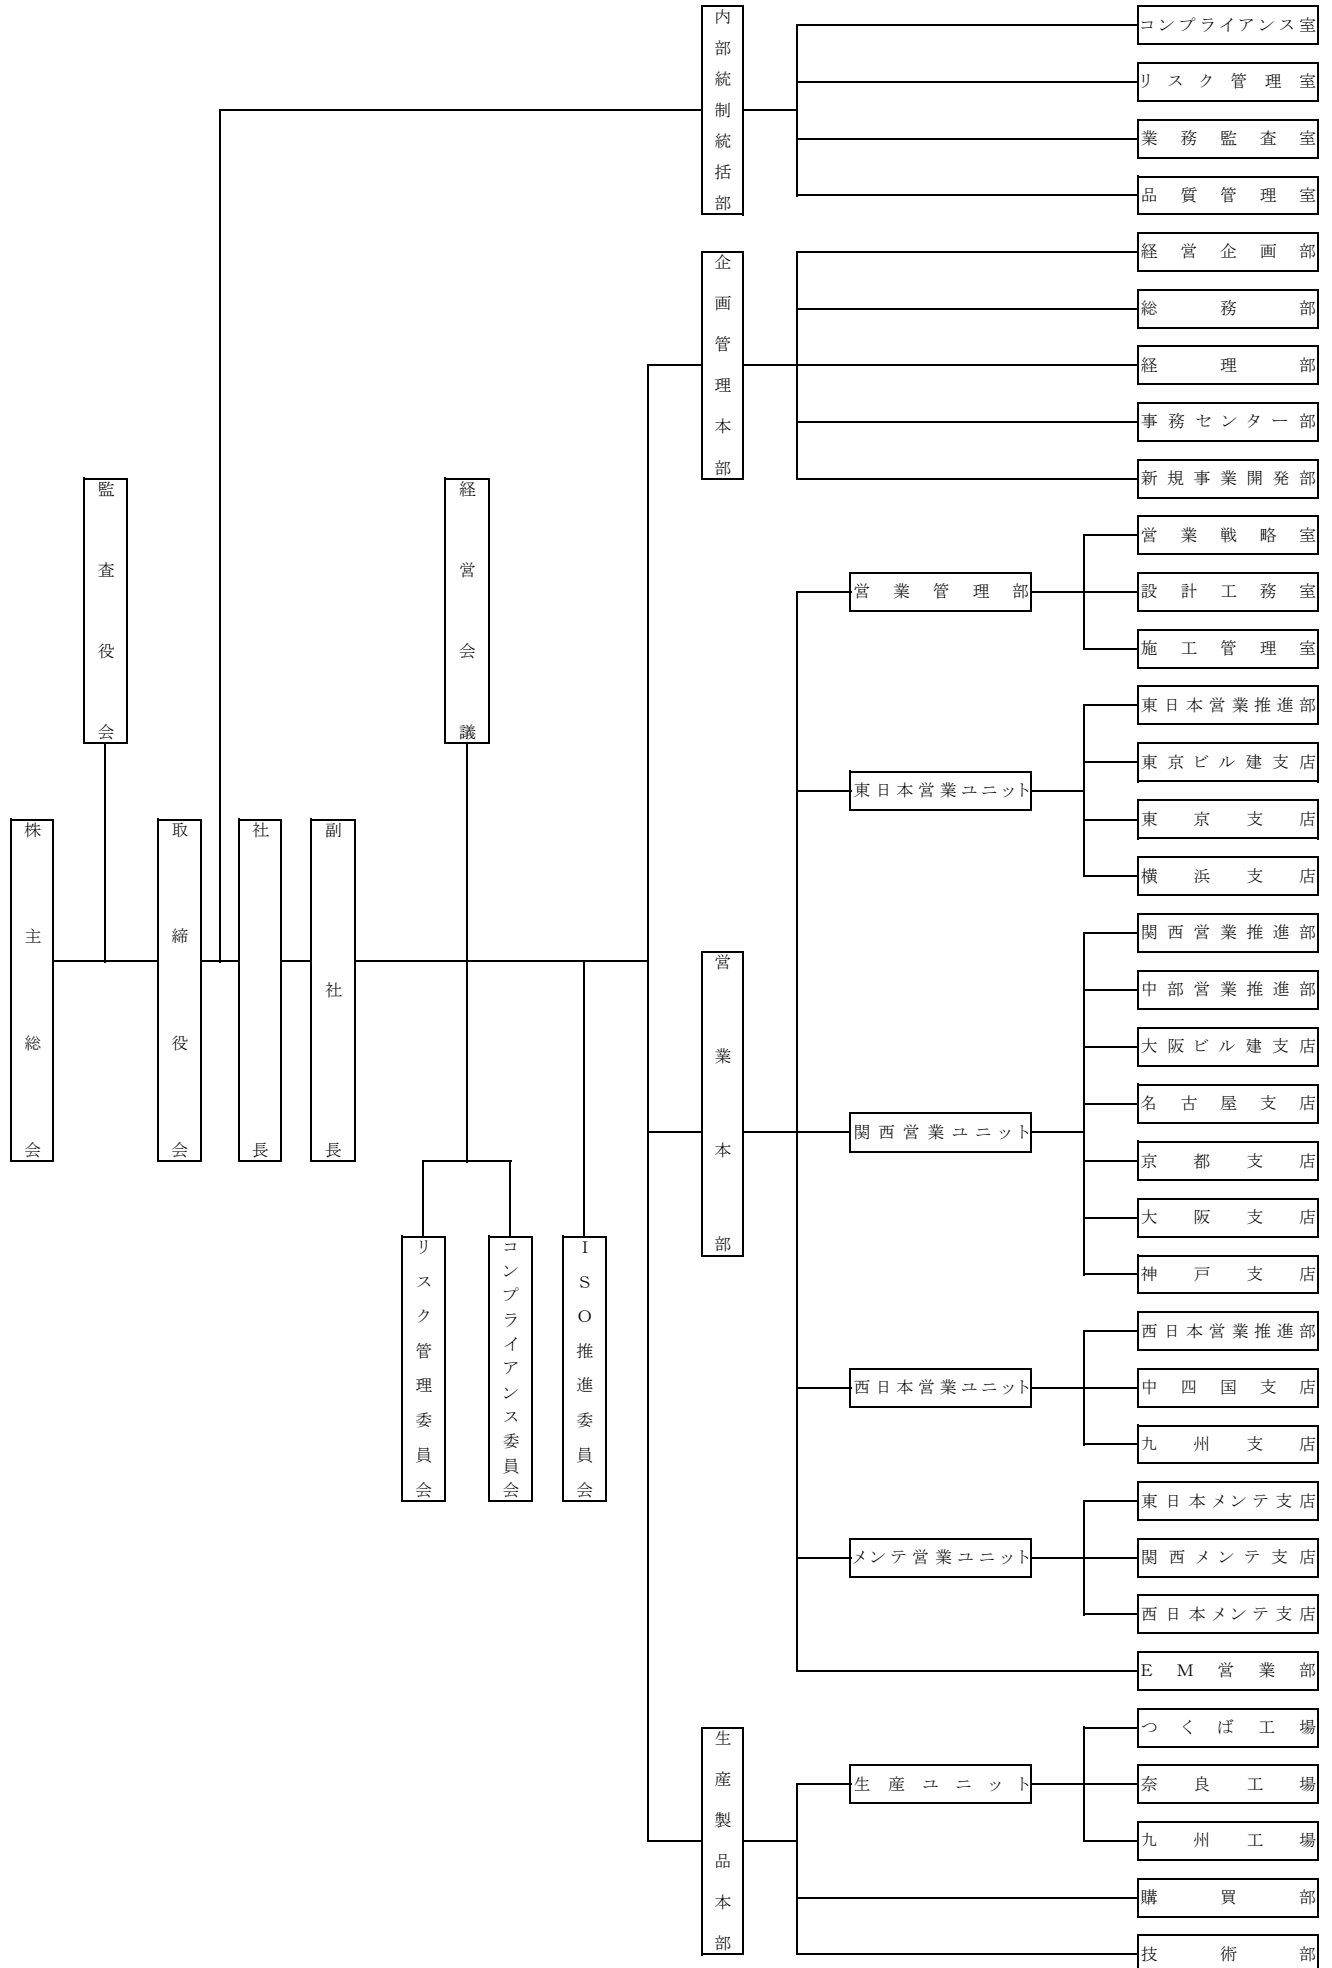 株主総会
監査役会
取締役会
社長
副社長
経営会議
リスク管理委員会
コンプライアンス委員会
ISO推進委員会
内部統制統括部
コンプライアンス室
リスク管理室
業務監査室
品質管理室
企画管理本部
経営企画部
総務部
経理部
事務センター部
新規事業開発部
営業本部
営業管理部
営業戦略室
設計工務室
施工管理室
東日本営業ユニット
東日本営業推進部
東京ビル建支店
東京支店
横浜支店
関西営業ユニット
関西営業推進部
中部営業推進部
大阪ビル建支店
名古屋支店
京都支店
大阪支店
神戸支店
西日本営業ユニット
西日本営業推進部
中四国支店
九州支店
メンテ営業ユニット
東日本メンテ支店
関西メンテ支店
西日本メンテ支店
EM営業部
生産製品本部
生産ユニット
つくば工場
奈良工場
九州工場
購買部
技術部